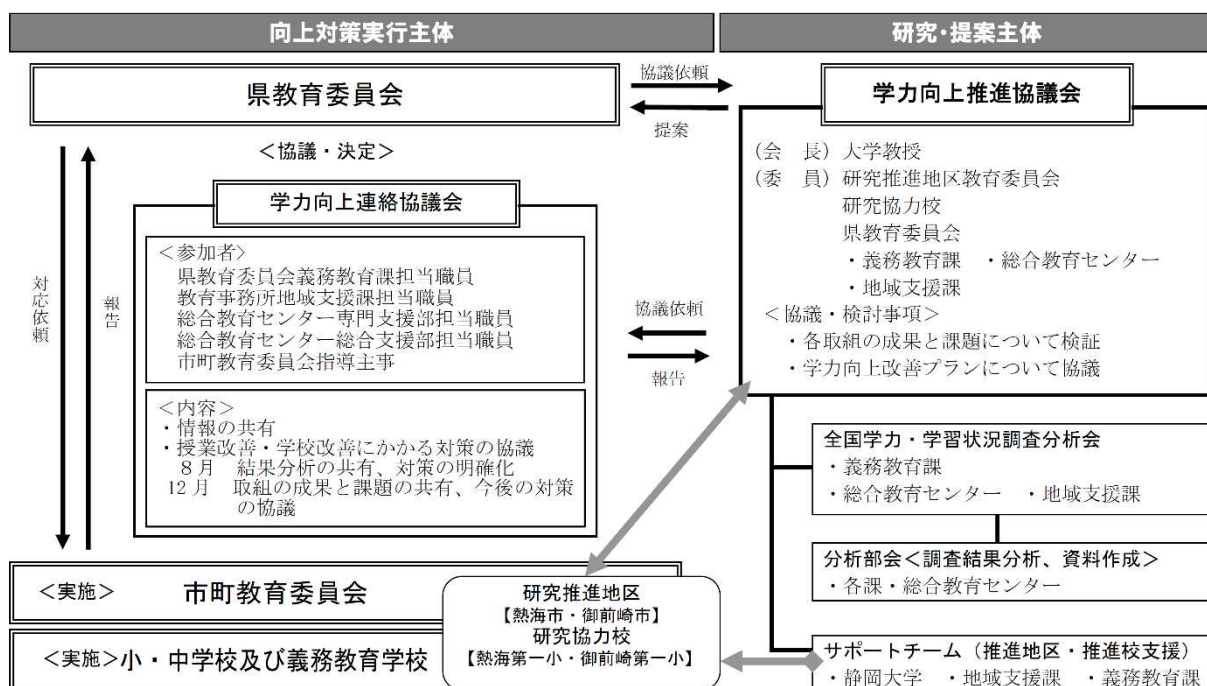 向上対策実行主体
研究・提案主体
県教育委員会
協議依頼
提案
学力向上推進協議会
（会　長）大学教授
（委　員）研究推進地区教育委員会
研究協力校
県教育委員会
・義務教育課　・総合教育センター
・地域支援課
＜協議・検討事項＞
・各取組の成果と課題について検証
・学力向上改善プランについて協議
＜協議・決定＞
対応依頼
報告
学力向上連絡協議会
＜参加者＞
県教育委員会義務教育課担当職員
教育事務所地域支援課担当職員
総合教育センター専門支援部担当職員
総合教育センター総合支援部担当職員
市町教育委員会指導主事
＜内容＞
・情報の共有
・授業改善・学校改善にかかる対策の協議
８月　結果分析の共有、対策の明確化
12月　取組の成果と課題の共有、今後の対策
の協議
協議依頼
報告
全国学力・学習状況調査分析会
・義務教育課
・総合教育センター　・地域支援課
分析部会＜調査結果分析、資料作成＞
・各課・総合教育センター
サポートチーム（推進地区・推進校支援）
・静岡大学　・地域支援課　・義務教育課
＜実施＞　市町教育委員会
＜実施＞小・中学校及び義務教育学校
研究推進地区
【熱海市・御前崎市】
研究協力校
【熱海第一小・御前崎第一小】